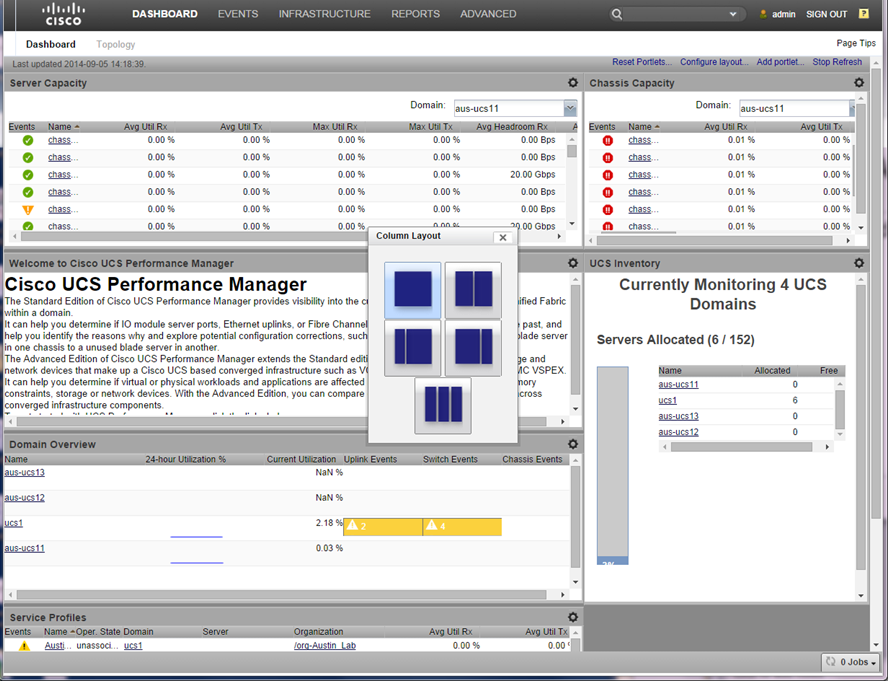 CISCO
DASHBOARD EVENTS INFRASTRUCTURE REPORTS ADVANCED
admin SIGN OUT ?
Dashboard Topology
Page Tips
Last updated 2014-09-05 14:18:39.
Reset Portlets... Configure layout... Add portlet... Stop Refresh
Server Capacity
Domain: aus-ucs11
Events Name Avg Util Rx Avg Util Tx Max Util Rx Max Util Tx Avg Headroom Rx A
chass... 0.00 % 0.00 % 0.00 % 0.00 % 0.00 Bps
chass... 0.00 % 0.00 % 0.00 % 0.00 % 0.00 Bps
chass... 0.00 % 0.00 % 0.00 % 0.00 % 20.00 Gbps
chass... 0.00 % 0.00 % 0.00 % 0.00 % 0.00 Bps
chass... 0.00 % 0.00 % 0.00 % 0.00 % 0.00 Bps
chass... 0.00 % 0.00 % 0.00 % 0.00 % 20.00 Gbps
Chassis Capacity
Domain: aus-ucs11
Events Name Avg Util Rx Avg Util Tx
chass... 0.01 % 0.00 %
chass... 0.01 % 0.00 %
chass... 0.01 % 0.00 %
chass... 0.01 % 0.00 %
chass... 0.01 % 0.00 %
chass... 0.01 % 0.00 %
Column Layout
Welcome to Cisco UCS Performance Manager
Cisco UCS Performance Manager
The Standard Edition of Cisco UCS Performance Manager provides visibility into the cr ified Fabric
within a domain.
It can help you determine if IO module server ports, Ethernet uplinks, or Fibre Channel e past, and
help you identify the reasons why and explore potential configuration corrections, such blade server
in one chassis to a unused blade server in another.
The Advanced Edition of Cisco UCS Performance Manager extends the Standard editi ge and
network devices that make up a Cisco UCS based converged infrastructure such as VC MC VSPEX.
It can help you determine if virtual or physical workloads and applications are affected mory
constraints, storage or network devices. With the Advanced Edition, you can compare across
converged infrastructure components.
UCS Inventory
Currently Monitoring 4 UCS
Domains
Servers Allocated (6 / 152)
Name Allocated Free
aus-ucs11 0
ucs1 6
aus-ucs13 0
aus-ucs12 0
Domain Overview
Name 24-hour Utilization % Current Utilization Uplink Events Switch Events Chassis Events
aus-ucs13 NaN %
aus-ucs12 NaN %
ucs1 2.18 % 2 4
aus-ucs11 0.03 %
Service Profiles
Events Name Oper. State Domain Server Organization Avg Util Rx Avg Util Tx
Austi... unassoci... ucs1 /org-Austin_Lab 0.00 % 0.00 %
0 Jobs